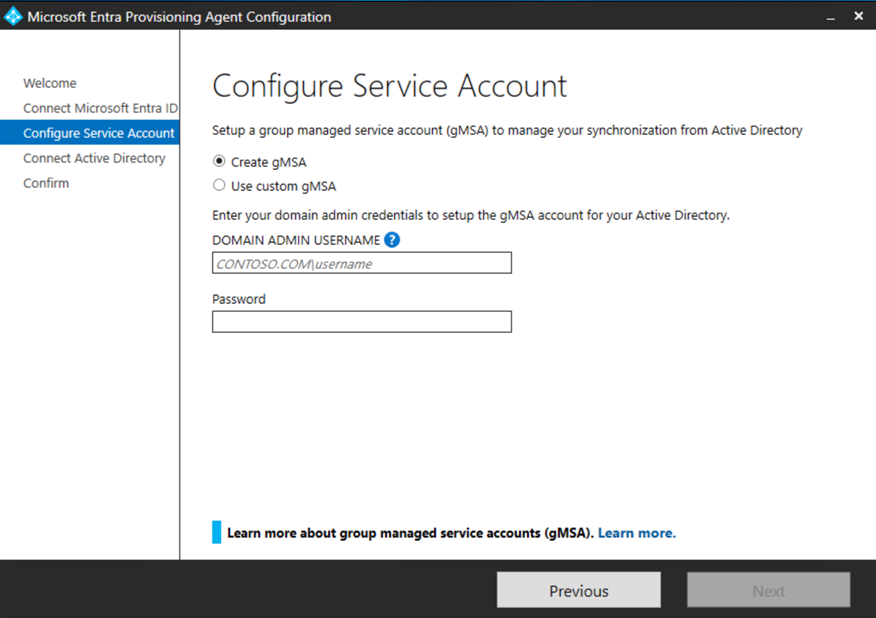 Microsoft Entra Provisioning Agent Configuration
Welcome
Connect Microsoft Entra ID
Configure Service Account
Connect Active Directory
Confirm
Configure Service Account
Setup a group managed service account (gMSA) to manage your synchronization from Active Directory
Create gMSA
Use custom gMSA
Enter your domain admin credentials to setup the gMSA account for your Active Directory.
DOMAIN ADMIN USERNAME ?
CONTOSO.COM\username
Password
Learn more about group managed service accounts (gMSA). Learn more.
Previous
Next